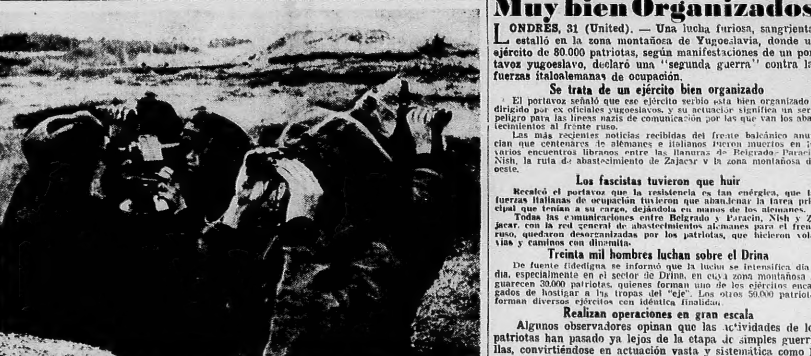 Muy bien Organizados
LONDRES, 31 (United). — Una lucha furiosa, sangrienta
estalló en la zona montañosa de Yugoeslavia, donde u
ejército de 80.000 patriotas, según manifestaciones de un por
tavoz yugoeslavo, declaró una "segunda guerra" contra la
fuerzas italoalemanas de ocupación.
Se trata de un ejército bien organizado
El portavoz señaló que ese ejército serbio esta bien organizado
dirigido por ex oficiales yugoeslavos, y su actuación significa un ser
peligro para las líneas nazis de comunicación por las que van los aba
tecimientos al frente ruso.
Las más recientes noticias recibidas del frente balcánico anu
cian que centenares de alemanes e italianos fueron muertos en l
varios encuentros librados entre las llanuras de Belgrado-Paracin
Nish, la ruta de abastecimiento de Zajacar y la zona montañosa d
oeste.
Los fascistas tuvieron que huir
Recalcó el portavoz que la resistencia es tan enérgica, que l
fuerzas italianas de ocupación tuvieron que abandonar la tarea pri
cipal que tenían a su cargo, dejándola en manos de los alemanes.
Todas las comunicaciones entre Belgrado y Paracin, Nish y Z
jacar, con la red general de abastecimientos alemanes para el fren
ruso, quedaron desorganizadas por los patriotas, que hicieron vol
vías y caminos con dinamita.
Treinta mil hombres luchan sobre el Drina
De fuente fidedigna se informó que la lucha se intensifica día
día, especialmente en el sector de Drina, en cuya zona montañosa
guarecen 30.000 patriotas, quienes forman uno de los ejércitos enca
gados de hostigar a las tropas del "eje". Los otros 50.000 patriot
forman diversos ejércitos con idéntica finalidad.
Realizan operaciones en gran escala
Algunos observadores opinan que las actividades de lo
patriotas han pasado ya lejos de la etapa de simples guerr
llas, convirtiéndose en actuación vasta y sistemática como